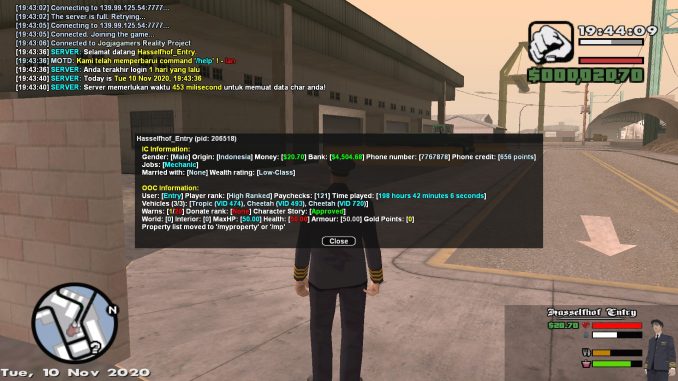 [19:43:02] Connecting to 139.99.125.54:7777...
[19:43:02] The server is full. Retrying...
[19:43:05] Connecting to 139.99.125.54:7777...
[19:43:05] Connected. Joining the game...
[19:43:06] Connected to Jogjagamers Reality Project
[19:43:36] SERVER: Selamat datang Hasselfhof_Entry.
[19:43:36] MOTD: Kami telah memperbarui command '/help' ! - ian
[19:43:36] SERVER: Anda terakhir login 1 hari yang lalu
[19:43:40] SERVER: Today is Tue 10 Nov 2020, 19:43:36
[19:43:40] SERVER: Server memerlukan waktu 453 milisecond untuk memuat data char anda!
19:44:09
$000,020,70
Hasselfhof_Entry (pid: 206518)
IC Information:
Gender: [Male] Origin: [Indonesia] Money: [$20.70] Bank: [$4,504.68] Phone number: [7767878] Phone credit: [656 points]
Jobs: [Mechanic]
Married with: [None] Wealth rating: [Low-Class]
OOC Information:
User: [Entry] Player rank: [High Ranked] Paychecks: [121] Time played: [198 hours 42 minutes 6 seconds]
Vehicles (3/3): [Tropic (VID 474), Cheetah (VID 493), Cheetah (VID 720)]
Warns: [1/20] Donate rank: [None] Character Story: [Approved]
World: [0] Interior: [0] MaxHP: [50.00] Health: [50.00] Armour: [50.00] Gold Points: [0]
Property list moved to '/myproperty' or '/mp'
Close
N
Hasselfhof Entry
$20.70
Tue, 10 Nov 2020